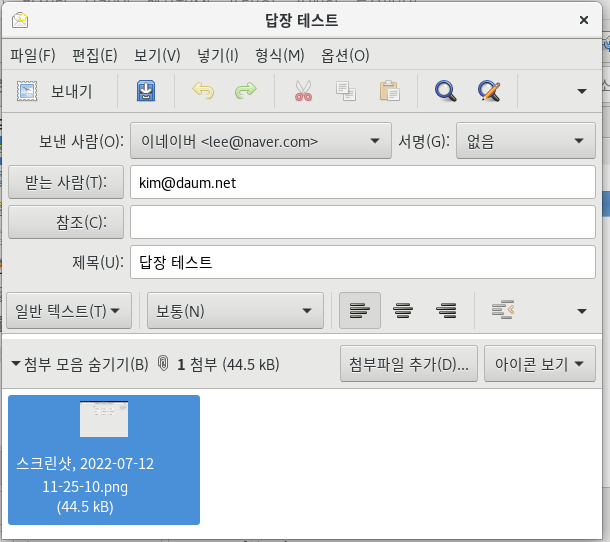 답장 테스트
파일(F) 편집(E) 보기(V) 넣기(I) 형식(M) 옵션(O)
보내기
보낸 사람(O): 이네이버 <lee@naver.com> 서명(G): 없음
받는 사람(T): kim@daum.net
참조(C):
제목(U): 답장 테스트
일반 텍스트(T) 보통(N)
첨부 모음 숨기기(B) 1 첨부 (44.5 kB) 첨부파일 추가(D)... 아이콘 보기
스크린샷, 2022-07-12
11-25-10.png
(44.5 kB)